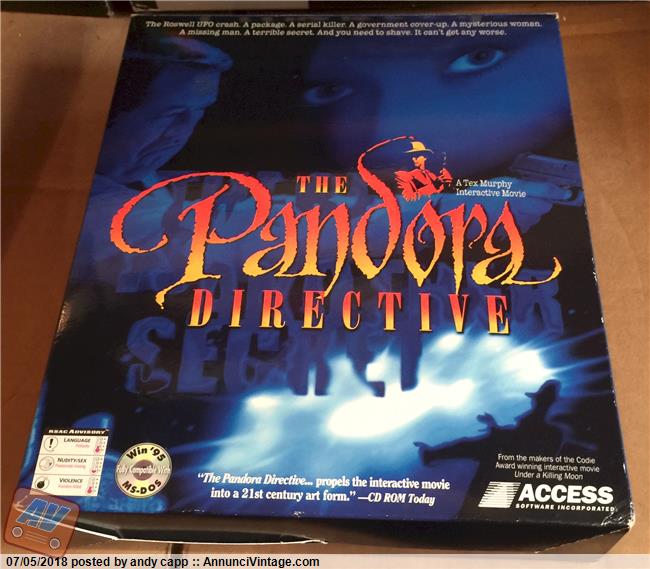 The Roswell UFO crash. A package. A serial killer. A government cover-up. A mysterious woman.
A missing man. A terrible secret. And you need to shave. It can't get any worse.
THE
Pandora
DIRECTIVE
A Tex Murphy
Interactive Movie
SECRET
RSAC ADVISORY™
LANGUAGE
NUDITY/SEX
VIOLENCE
Win '95
Fully Compatible With
MS-DOS
"The Pandora Directive... propels the interactive movie
into a 21st century art form." —CD ROM Today
From the makers of the Codie
Award winning interactive movie
Under a Killing Moon
ACCESS
SOFTWARE INCORPORATED
AV
07/05/2018 posted by andy capp :: AnnunciVintage.com